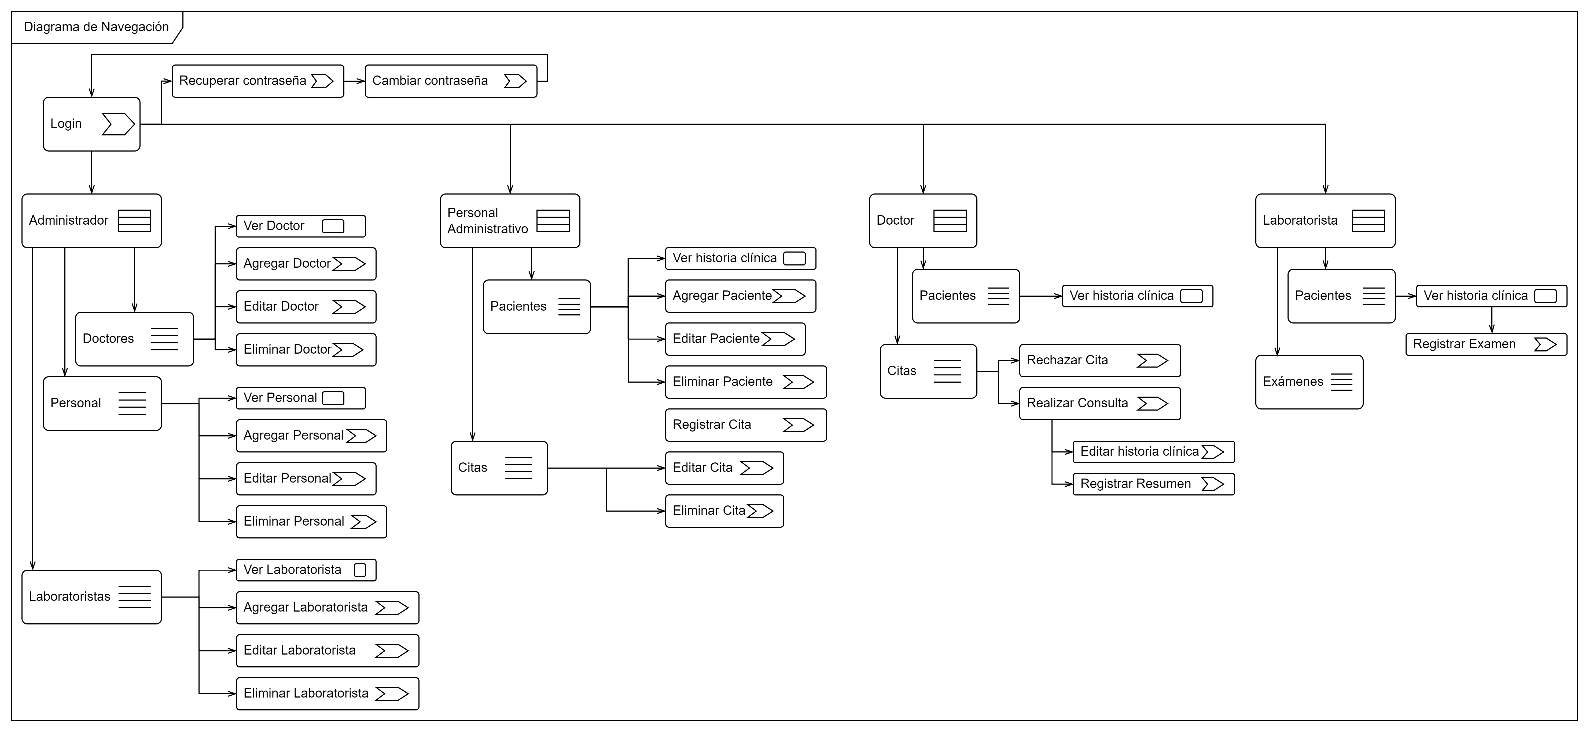 Diagrama de Navegación
Recuperar contraseña
Cambiar contraseña
Login
Administrador
Ver Doctor
Agregar Doctor
Editar Doctor
Eliminar Doctor
Doctores
Personal
Ver Personal
Agregar Personal
Editar Personal
Eliminar Personal
Laboratoristas
Ver Laboratorista
Agregar Laboratorista
Editar Laboratorista
Eliminar Laboratorista
Personal
Administrativo
Pacientes
Ver historia clínica
Agregar Paciente
Editar Paciente
Eliminar Paciente
Registrar Cita
Citas
Editar Cita
Eliminar Cita
Doctor
Pacientes
Ver historia clínica
Citas
Rechazar Cita
Realizar Consulta
Editar historia clínica
Registrar Resumen
Laboratorista
Pacientes
Ver historia clínica
Registrar Examen
Exámenes